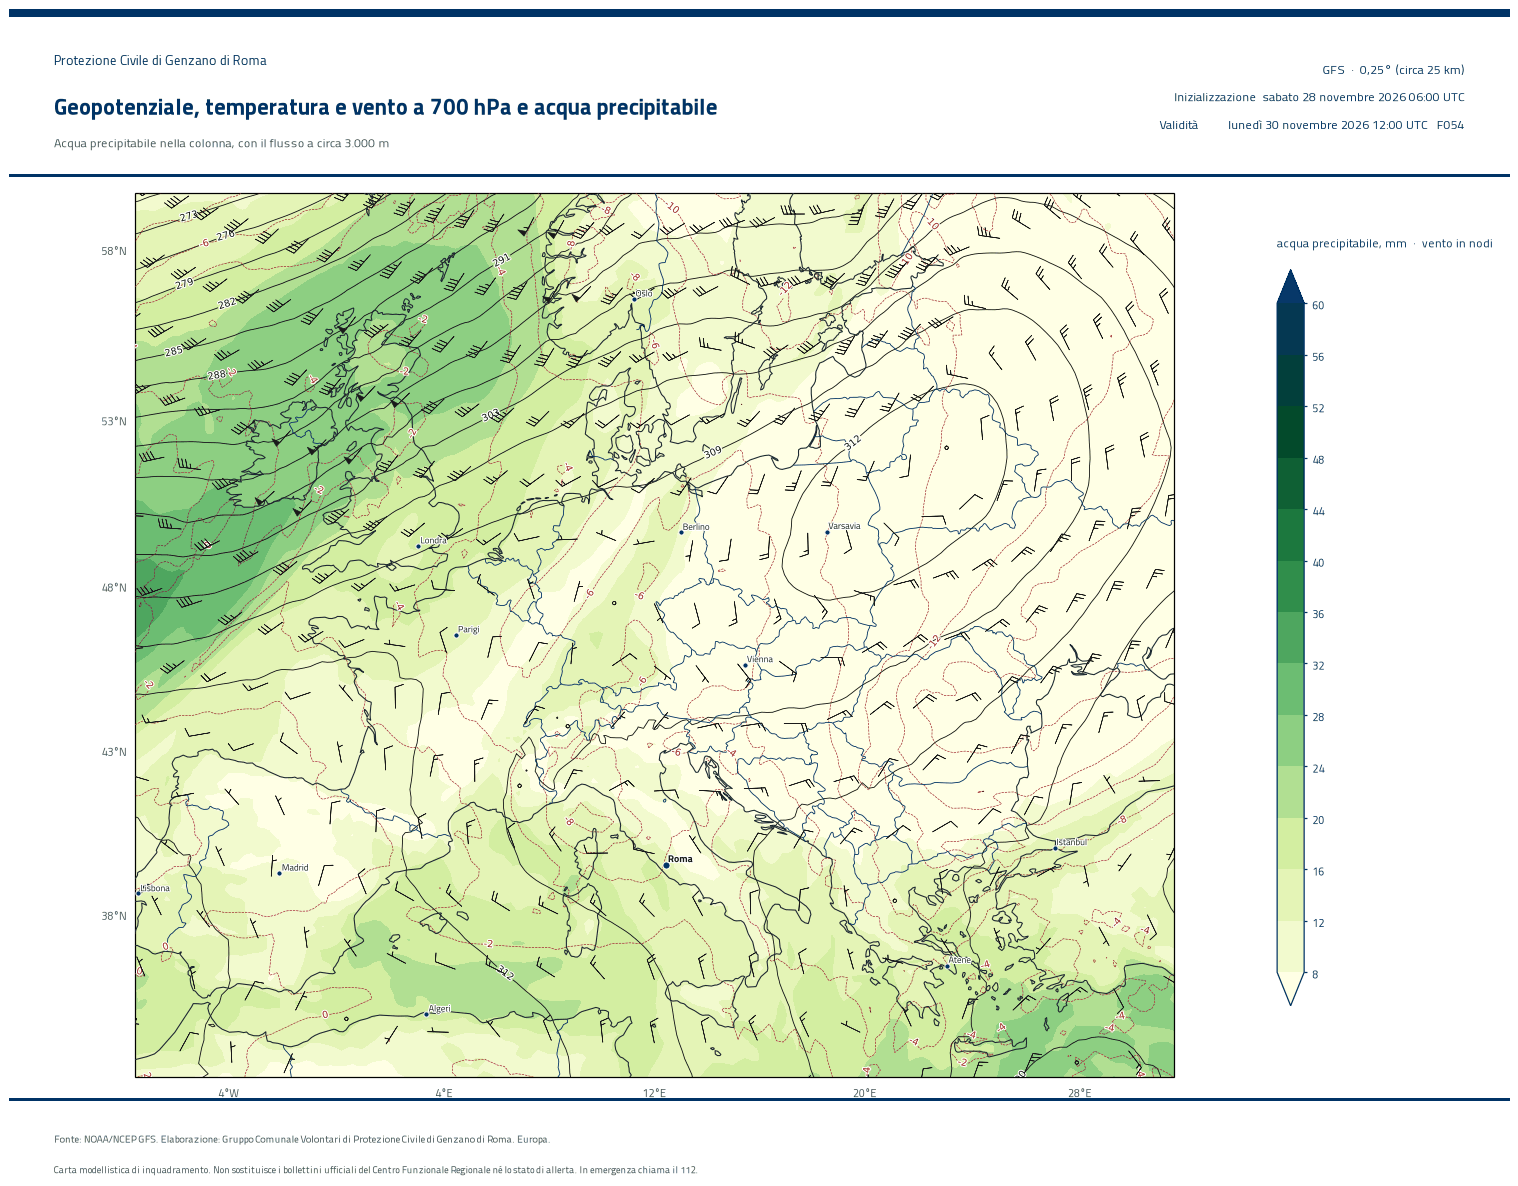 Protezione Civile di Genzano di Roma
Geopotenziale, temperatura e vento a 700 hPa e acqua precipitabile
Acqua precipitabile nella colonna, con il flusso a circa 3.000 m
GFS · 0,25° (circa 25 km)
Inizializzazione sabato 28 novembre 2026 06:00 UTC
Validità lunedì 30 novembre 2026 12:00 UTC F054
acqua precipitabile, mm · vento in nodi
60
56
52
48
44
40
36
32
28
24
20
16
12
8
58°N
53°N
48°N
43°N
38°N
4°W
4°E
12°E
20°E
28°E
273
276
279
282
285
288
291
303
309
312
312
Oslo
Berlino
Varsavia
Londra
Parigi
Vienna
Roma
Madrid
Lisbona
Istanbul
Atene
Algeri
Fonte: NOAA/NCEP GFS. Elaborazione: Gruppo Comunale Volontari di Protezione Civile di Genzano di Roma. Europa.
Carta modellistica di inquadramento. Non sostituisce i bollettini ufficiali del Centro Funzionale Regionale né lo stato di allerta. In emergenza chiama il 112.